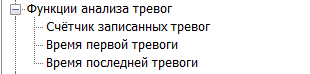 Функции анализа тревог
Счётчик записанных тревог
Время первой тревоги
Время последней тревоги